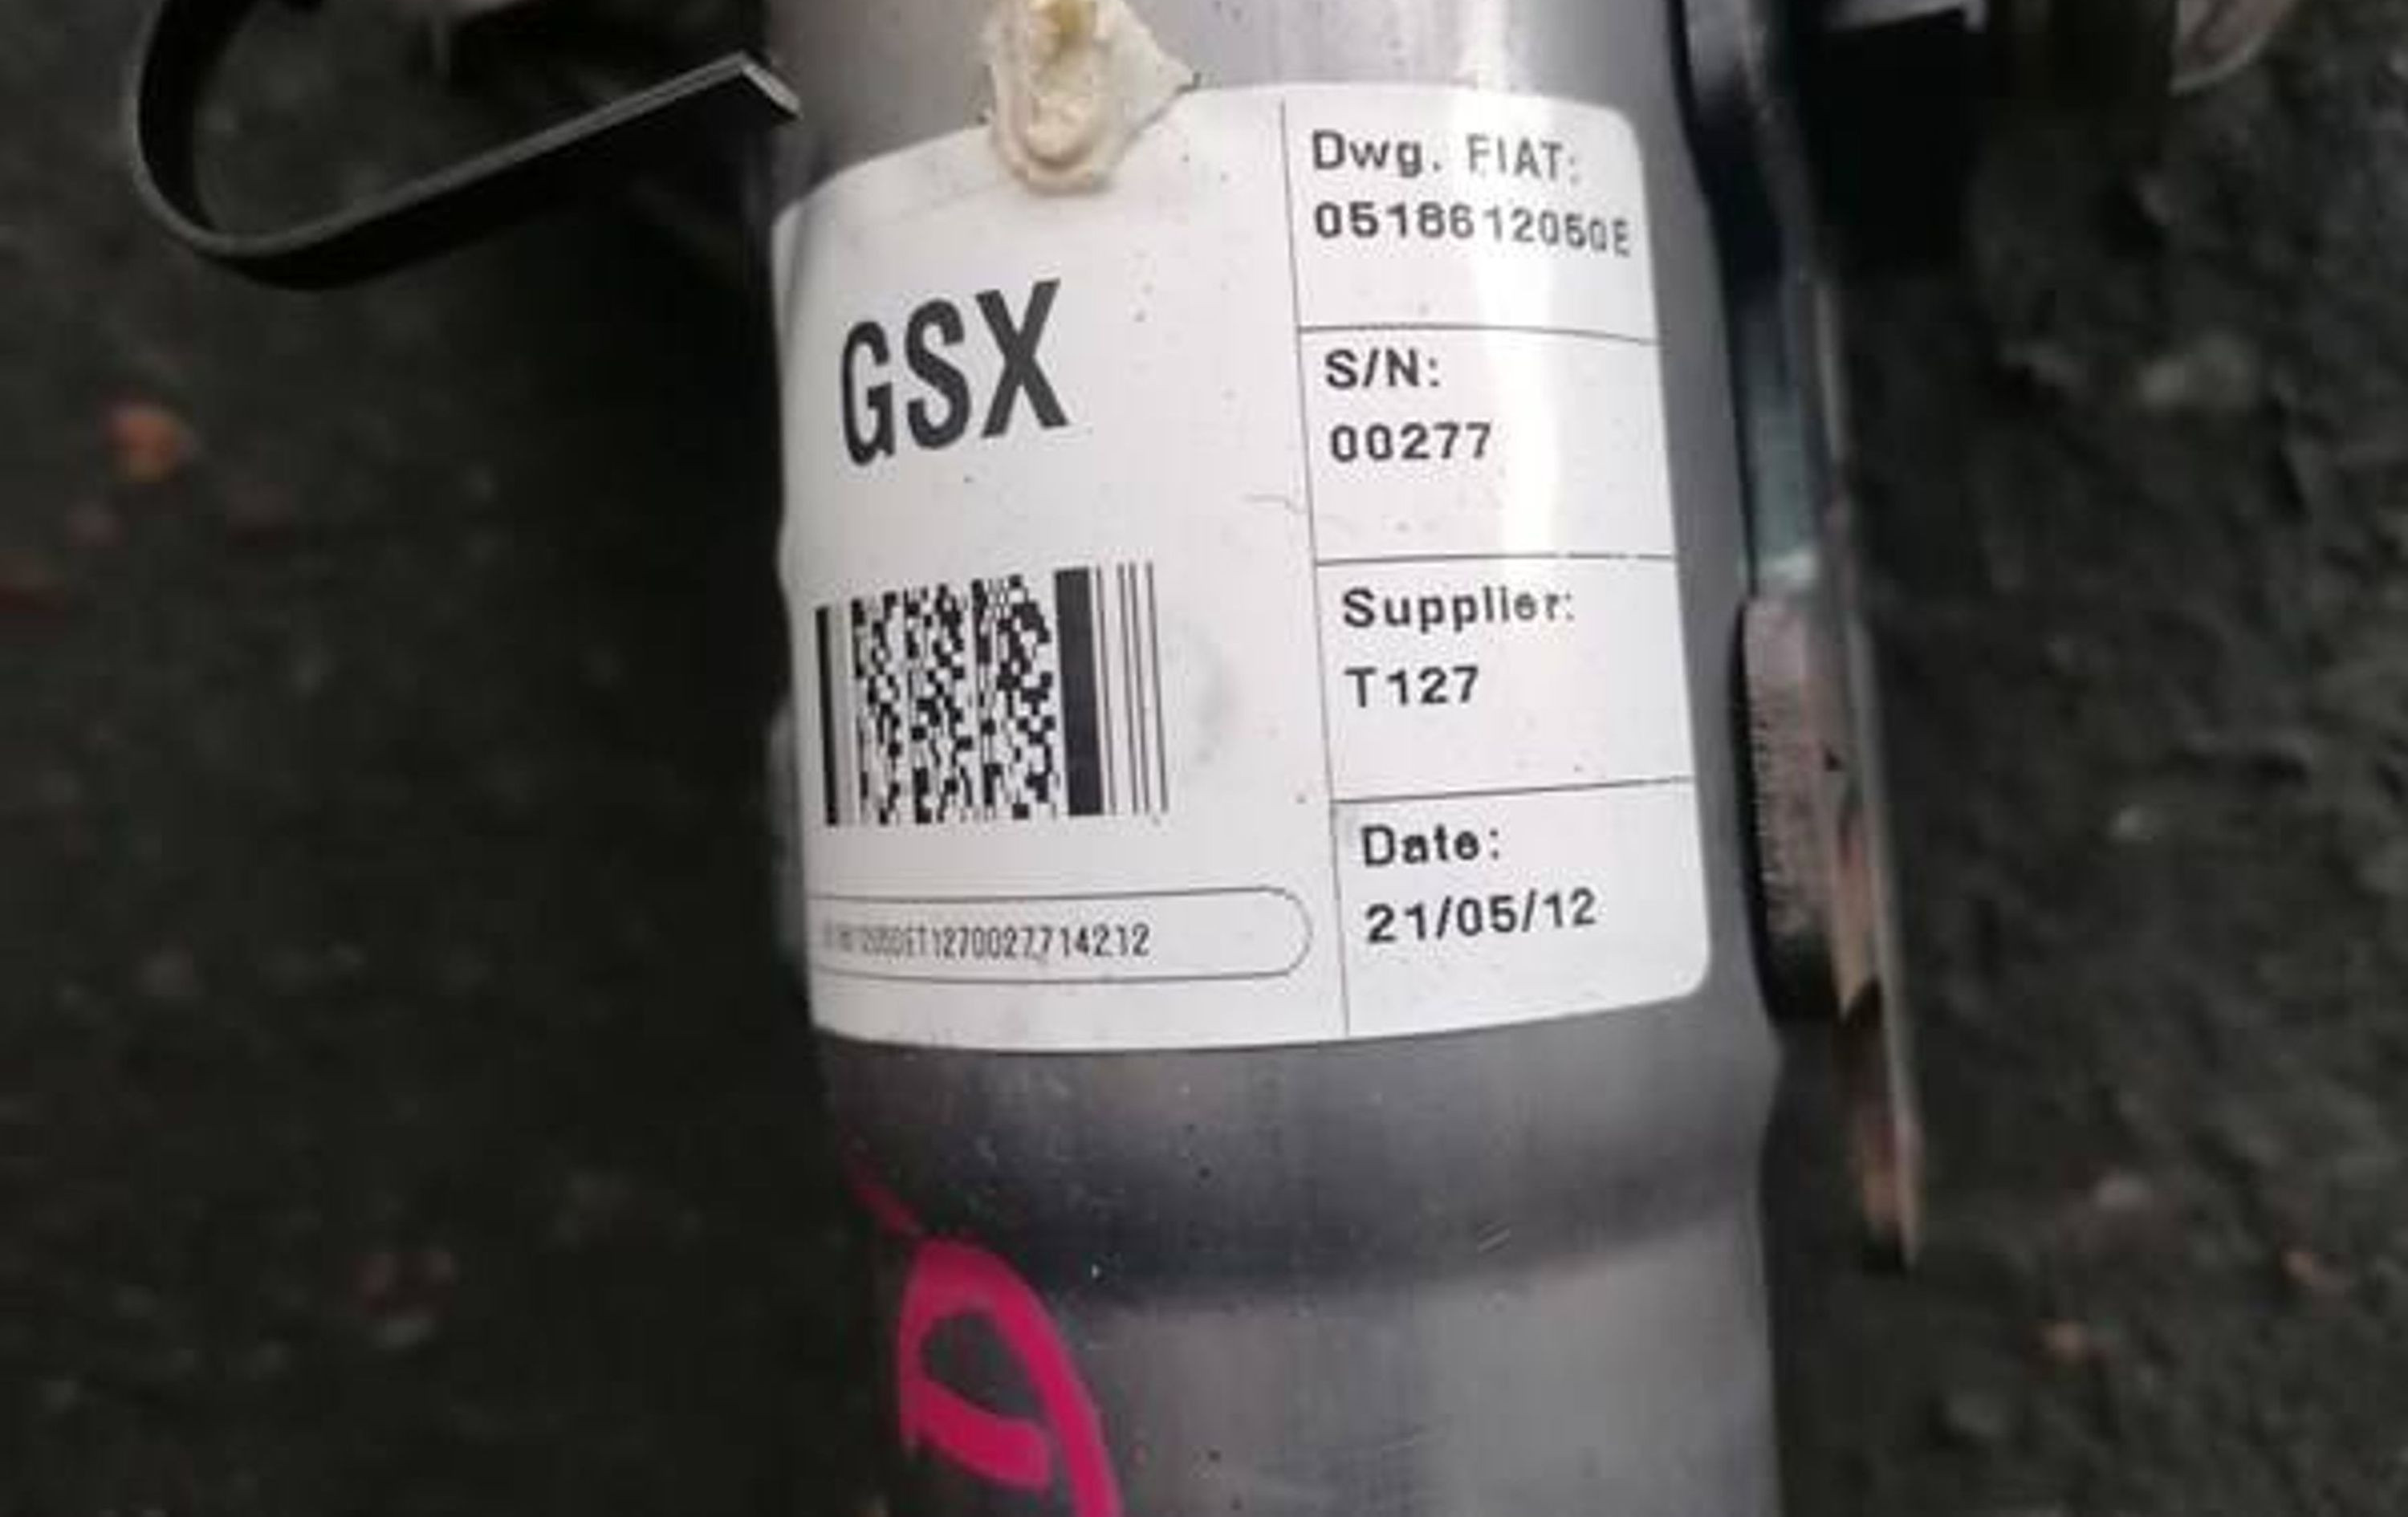 GSX
Dwg. FIAT:
0518612050E
S/N:
00277
Supplier:
T127
Date:
21/05/12